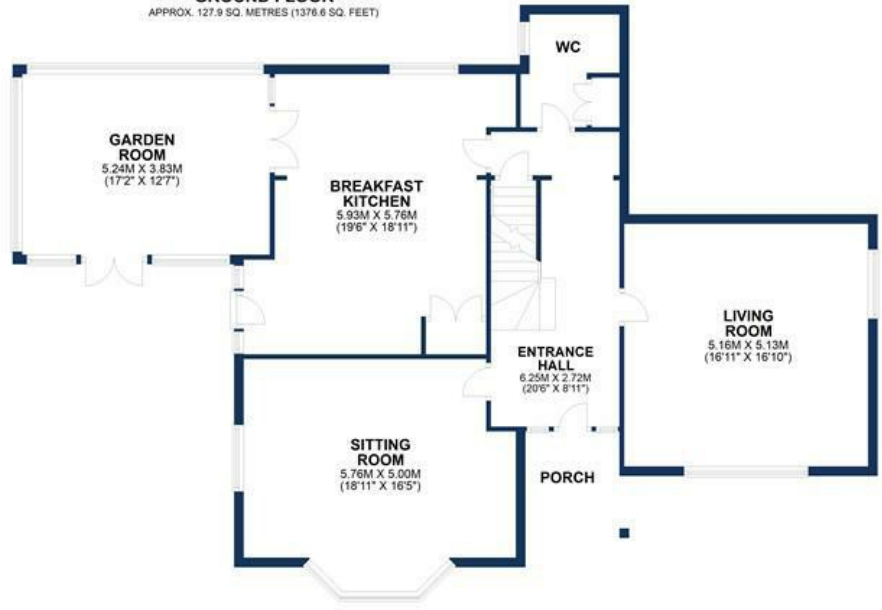 GROUND FLOOR
APPROX. 127.9 SQ. METRES (1376.6 SQ. FEET)
WC
GARDEN
ROOM
5.24M X 3.83M
(17'2" X 12'7")
BREAKFAST
KITCHEN
5.93M X 5.76M
(19'6" X 18'11")
LIVING
ROOM
5.16M X 5.13M
(16'11" X 16'10")
ENTRANCE
HALL
6.25M X 2.72M
(20'6" X 8'11")
SITTING
ROOM
5.76M X 5.00M
(18'11" X 16'5")
PORCH